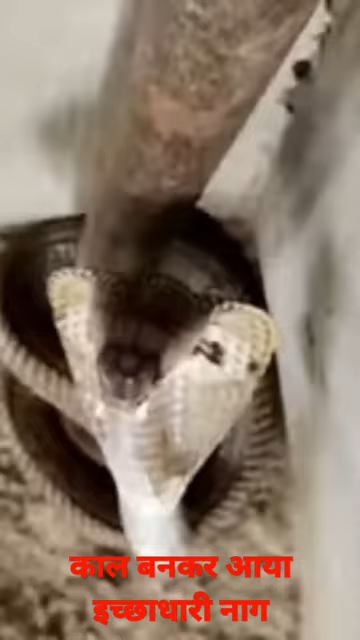 काल बनकर आया
इच्छाधारी नाग